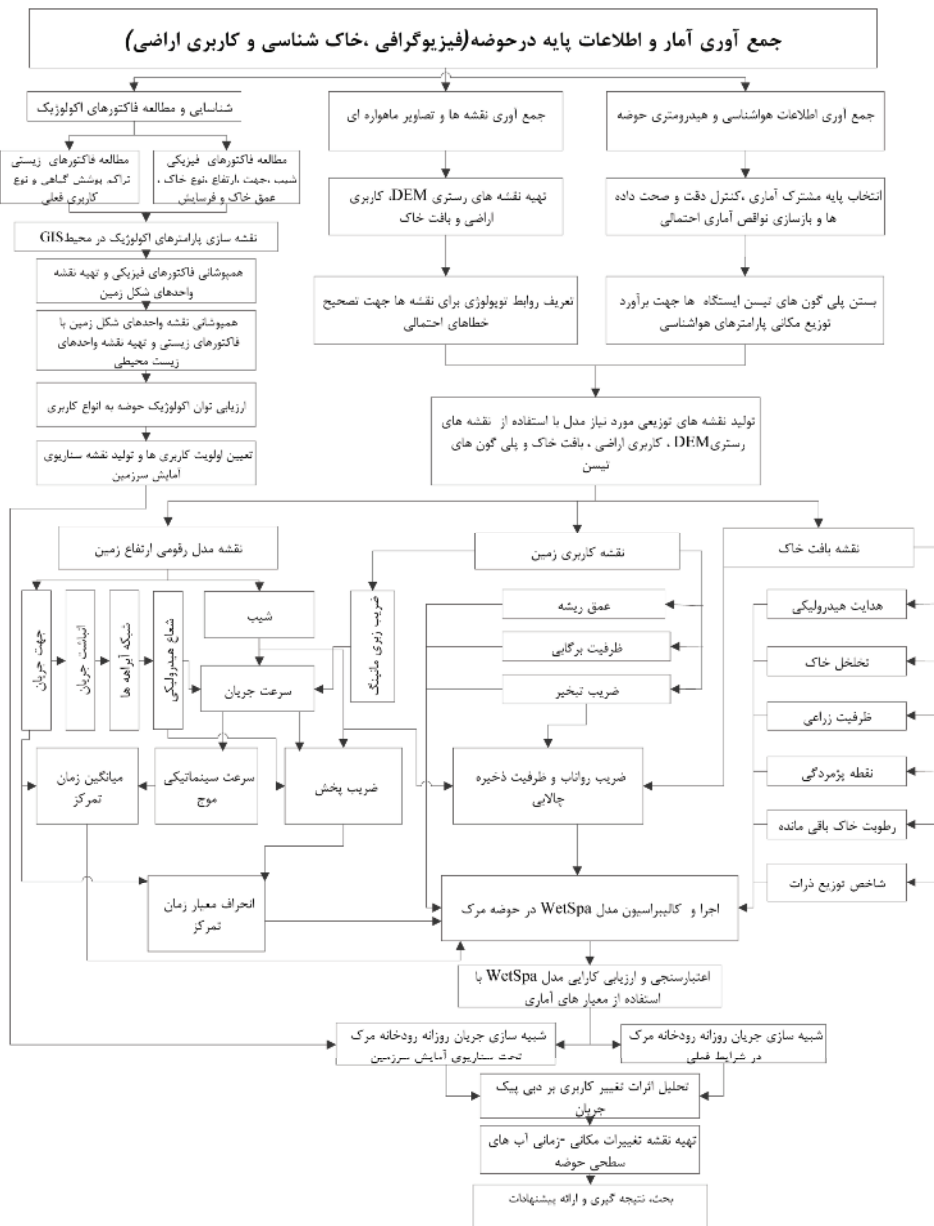 جمع آوری آمار و اطلاعات پایه درحوضه(فیزیوگرافی ،خاک شناسی و کاربری اراضی)
شناسایی و مطالعه فاکتورهای اکولوژیک
جمع آوری نقشه ها و تصاویر ماهواره ای
جمع آوری اطلاعات هواشناسی و هیدرومتری حوضه
مطالعه فاکتورهای زیستی
تراکم پوشش گیاهی و نوع
کاربری فعلی
مطالعه فاکتورهای فیزیکی
شیب ،جهت ،ارتفاع ،نوع خاک ،
عمق خاک و فرسایش
تهیه نقشه های رستری DEM، کاربری
اراضی و بافت خاک
انتخاب پایه مشترک آماری ،کنترل دقت و صحت داده
ها و بازسازی نواقص آماری احتمالی
نقشه سازی پارامترهای اکولوژیک در محیطGIS
همپوشانی فاکتورهای فیزیکی و تهیه نقشه
واحدهای شکل زمین
تعریف روابط توپولوژی برای نقشه ها جهت تصحیح
خطاهای احتمالی
بستن پلی گون های تیسن ایستگاه ها جهت برآورد
توزیع مکانی پارامترهای هواشناسی
همپوشانی نقشه واحدهای شکل زمین با
فاکتورهای زیستی و تهیه نقشه واحدهای
زیست محیطی
ارزیابی توان اکولوژیک حوضه به انواع کاربری
تعیین اولویت کاربری ها و تولید نقشه سناریوی
آمایش سرزمین
تولید نقشه های توزیعی مورد نیاز مدل با استفاده از نقشه های
رستریDEM ، کاربری اراضی ، بافت خاک و پلی گون های
تیسن
نقشه مدل رقومی ارتفاع زمین
نقشه کاربری زمین
نقشه بافت خاک
جهت جریان
انباشت جریان
شبکه آبراهه ها
شعاع هیدرولیکی
شیب
ضریب زبری مانینگ
عمق ریشه
هدایت هیدرولیکی
ظرفیت برگابی
تخلخل خاک
سرعت جریان
ضریب تبخیر
ظرفیت زراعی
میانگین زمان
تمرکز
سرعت سینماتیکی
موج
ضریب پخش
ضریب رواناب و ظرفیت ذخیره
چالابی
نقطه پژمردگی
رطوبت خاک باقی مانده
شاخص توزیع ذرات
انحراف معیار زمان
تمرکز
اجرا و کالیبراسیون مدل WetSpa در حوضه مرک
اعتبارسنجی و ارزیابی کارایی مدل WetSpa با
استفاده از معیار های آماری
شبیه سازی جریان روزانه رودخانه مرک
تحت سناریوی آمایش سرزمین
شبیه سازی جریان روزانه رودخانه مرک
در شرایط فعلی
تحلیل اثرات تغییر کاربری بر دبی پیک
جریان
تهیه نقشه تغییرات مکانی -زمانی آب های
سطحی حوضه
بحث، نتیجه گیری و ارائه پیشنهادات